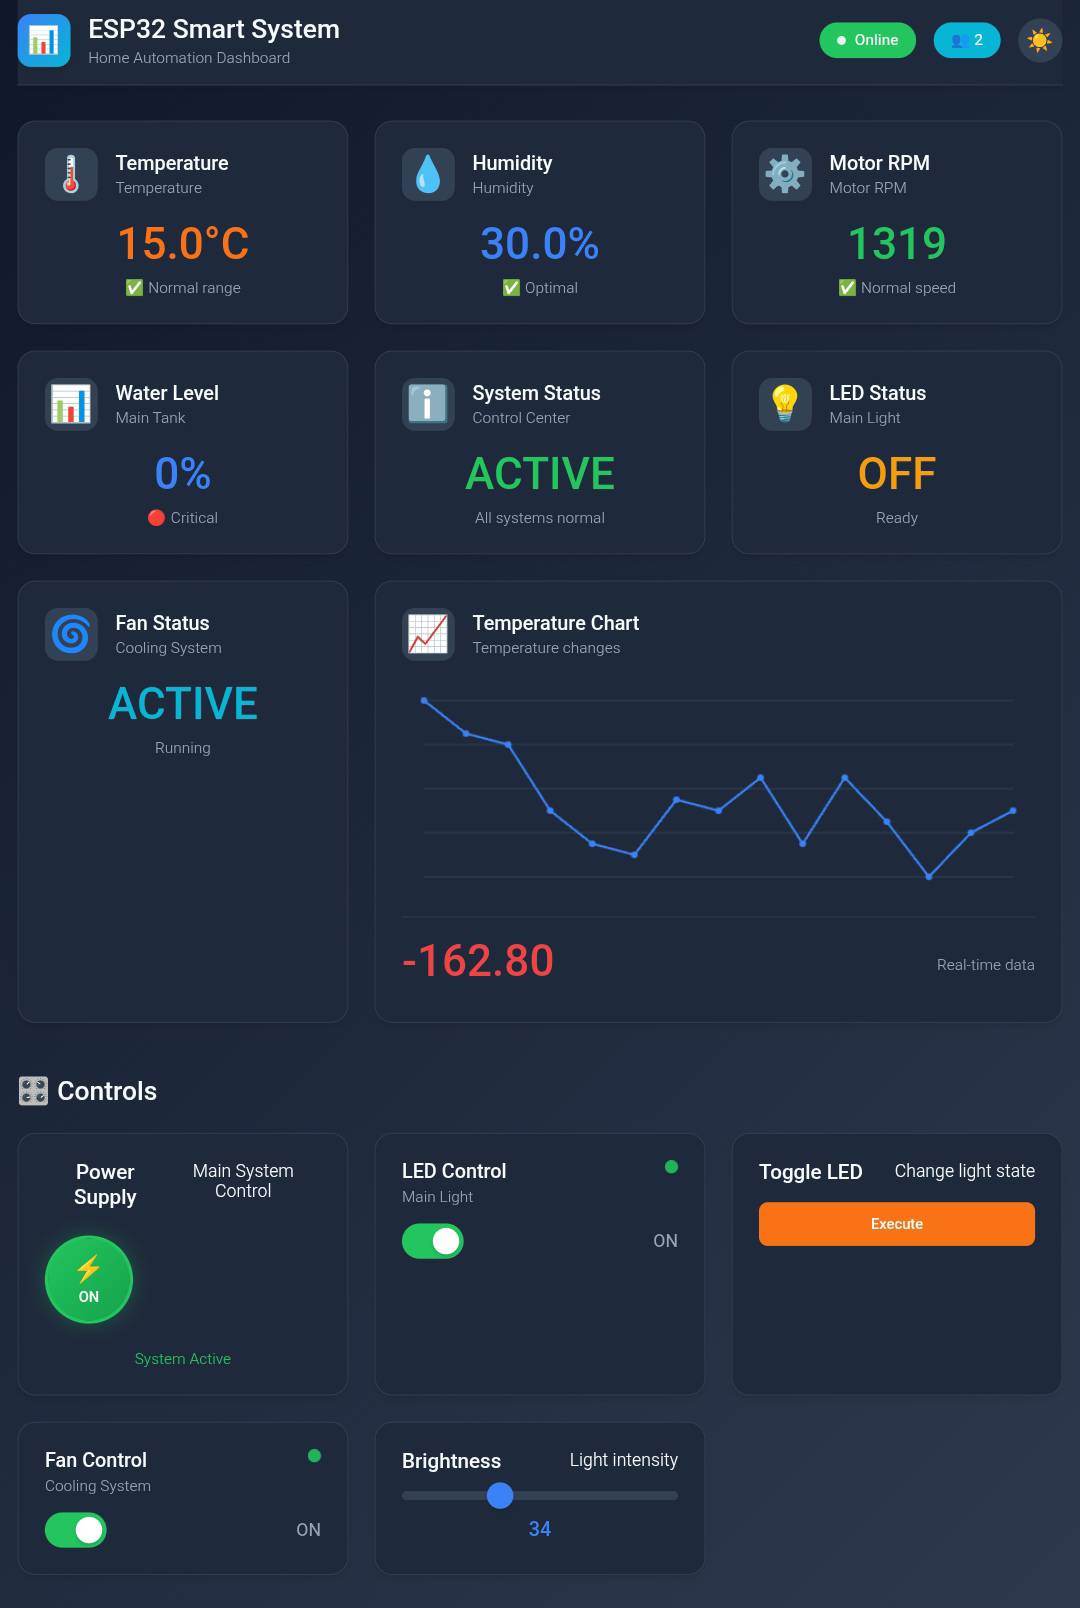 ESP32 Smart System
Home Automation Dashboard
Online
2
Temperature
Temperature
15.0°C
Normal range
Humidity
Humidity
30.0%
Optimal
Motor RPM
Motor RPM
1319
Normal speed
Water Level
Main Tank
0%
Critical
System Status
Control Center
ACTIVE
All systems normal
LED Status
Main Light
OFF
Ready
Fan Status
Cooling System
ACTIVE
Running
Temperature Chart
Temperature changes
-162.80
Real-time data
Controls
Power
Supply
Main System
Control
ON
System Active
LED Control
Main Light
ON
Toggle LED
Change light state
Execute
Fan Control
Cooling System
ON
Brightness
Light intensity
34